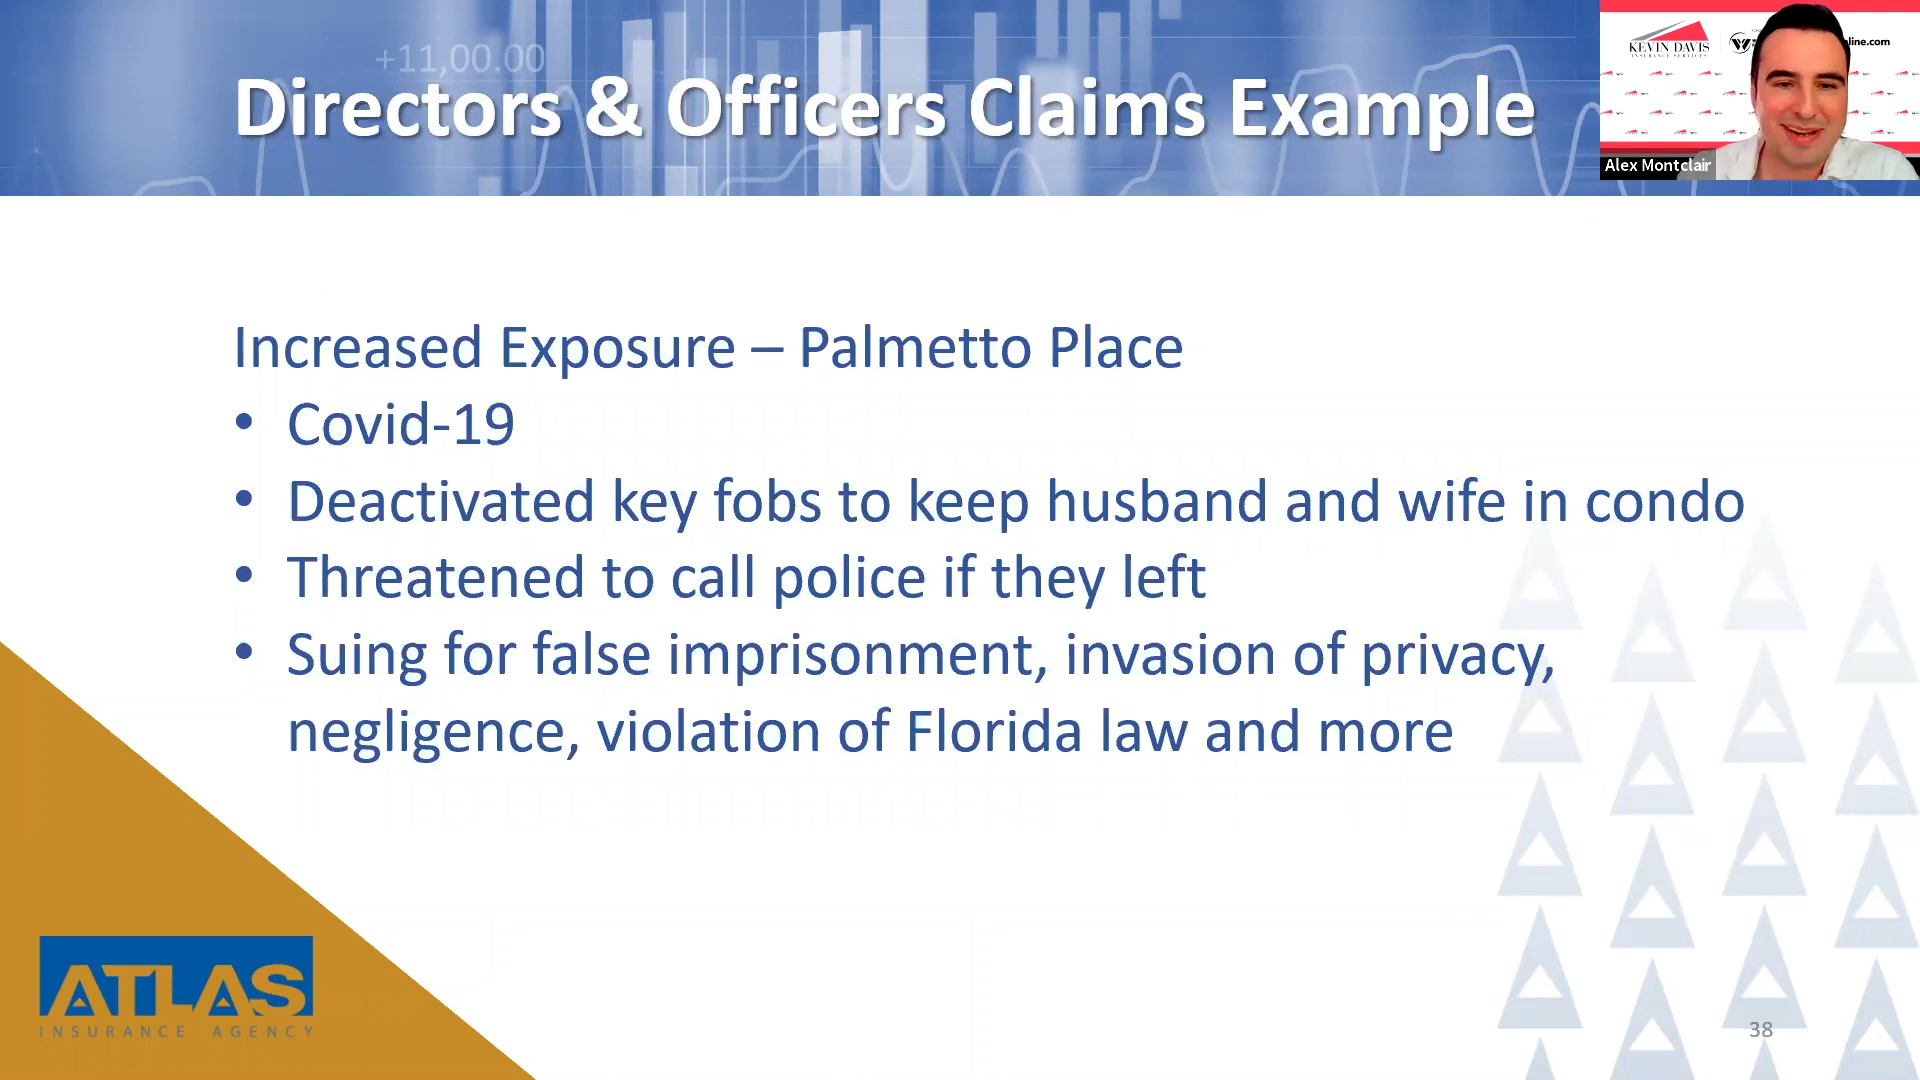 +11,00.00
Directors & Officers Claims Example
KEVIN DAVIS
INSURANCE SERVICES
line.com
Alex Montclair
Increased Exposure – Palmetto Place
• Covid-19
• Deactivated key fobs to keep husband and wife in condo
• Threatened to call police if they left
• Suing for false imprisonment, invasion of privacy,
negligence, violation of Florida law and more
ATLAS
INSURANCE AGENCY
38